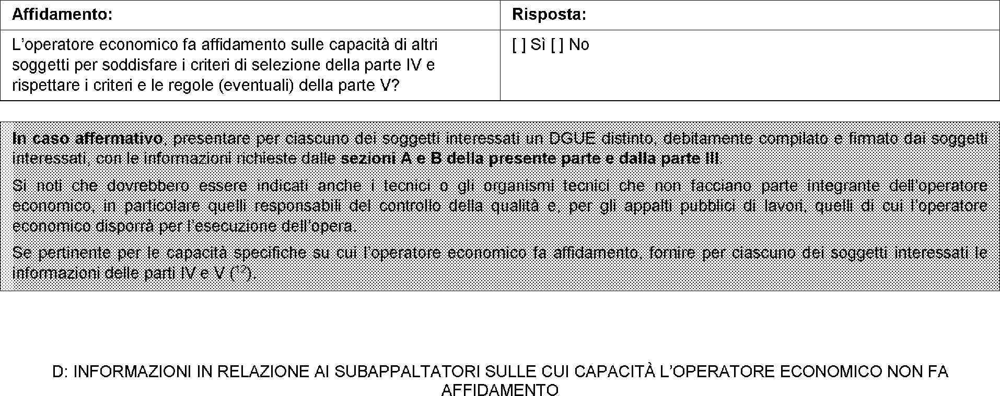 Affidamento:
Risposta:
L’operatore economico fa affidamento sulle capacità di altri
soggetti per soddisfare i criteri di selezione della parte IV e
rispettare i criteri e le regole (eventuali) della parte V?
[ ] Sì [ ] No
In caso affermativo, presentare per ciascuno dei soggetti interessati un DGUE distinto, debitamente compilato e firmato dai soggetti
interessati, con le informazioni richieste dalle sezioni A e B della presente parte e dalla parte III.
Si noti che dovrebbero essere indicati anche i tecnici o gli organismi tecnici che non facciano parte integrante dell’operatore
economico, in particolare quelli responsabili del controllo della qualità e, per gli appalti pubblici di lavori, quelli di cui l’operatore
economico disporrà per l’esecuzione dell’opera.
Se pertinente per le capacità specifiche su cui l’operatore economico fa affidamento, fornire per ciascuno dei soggetti interessati le
informazioni delle parti IV e V (12).
D: INFORMAZIONI IN RELAZIONE AI SUBAPPALTATORI SULLE CUI CAPACITÀ L’OPERATORE ECONOMICO NON FA
AFFIDAMENTO